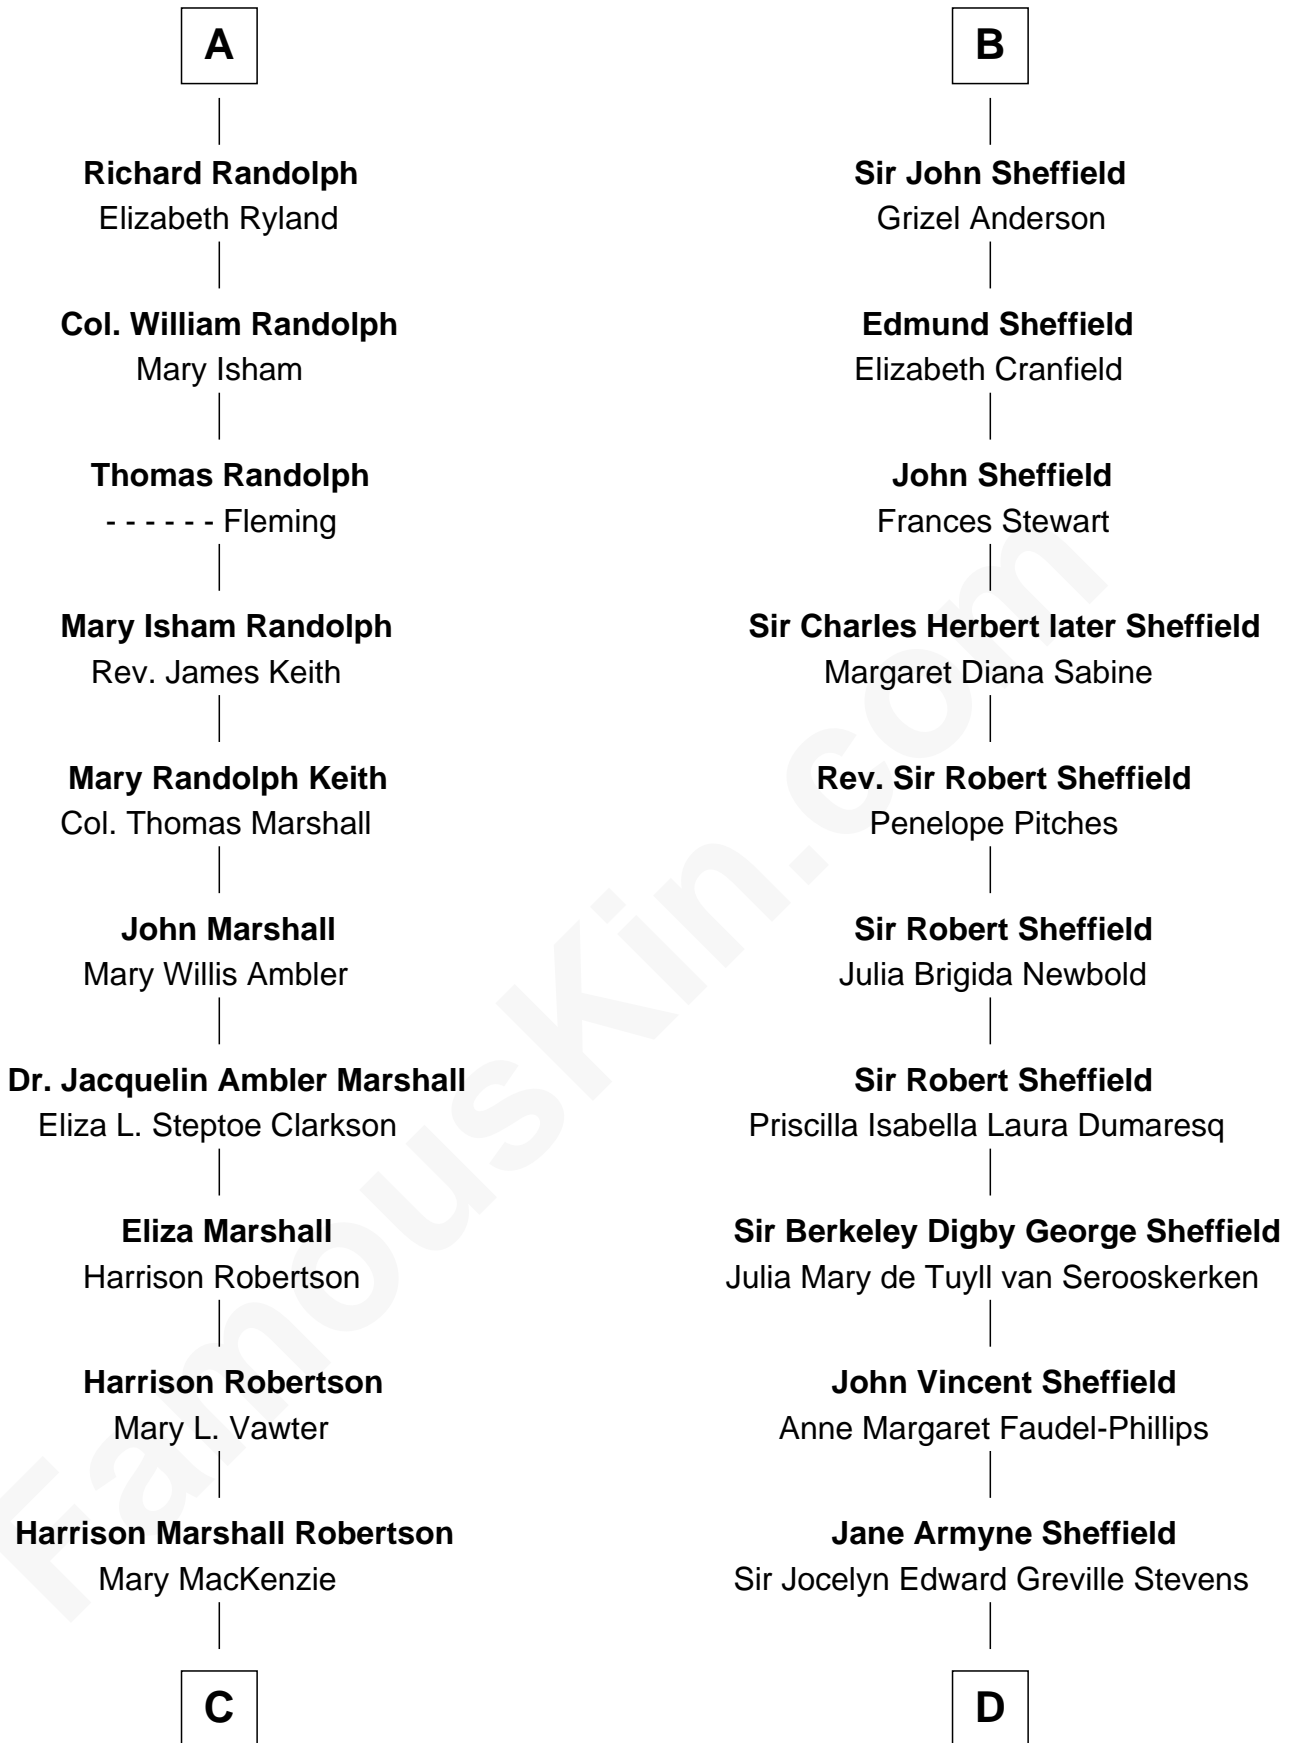 A
Richard Randolph
Elizabeth Ryland
Col. William Randolph
Mary Isham
Thomas Randolph
- - - - - - Fleming
Mary Isham Randolph
Rev. James Keith
Mary Randolph Keith
Col. Thomas Marshall
John Marshall
Mary Willis Ambler
Dr. Jacquelin Ambler Marshall
Eliza L. Steptoe Clarkson
Eliza Marshall
Harrison Robertson
Harrison Robertson
Mary L. Vawter
Harrison Marshall Robertson
Mary MacKenzie
C
B
Sir John Sheffield
Grizel Anderson
Edmund Sheffield
Elizabeth Cranfield
John Sheffield
Frances Stewart
Sir Charles Herbert later Sheffield
Margaret Diana Sabine
Rev. Sir Robert Sheffield
Penelope Pitches
Sir Robert Sheffield
Julia Brigida Newbold
Sir Robert Sheffield
Priscilla Isabella Laura Dumaresq
Sir Berkeley Digby George Sheffield
Julia Mary de Tuyll van Serooskerken
John Vincent Sheffield
Anne Margaret Faudel-Phillips
Jane Armyne Sheffield
Sir Jocelyn Edward Greville Stevens
D
FamousKin.com